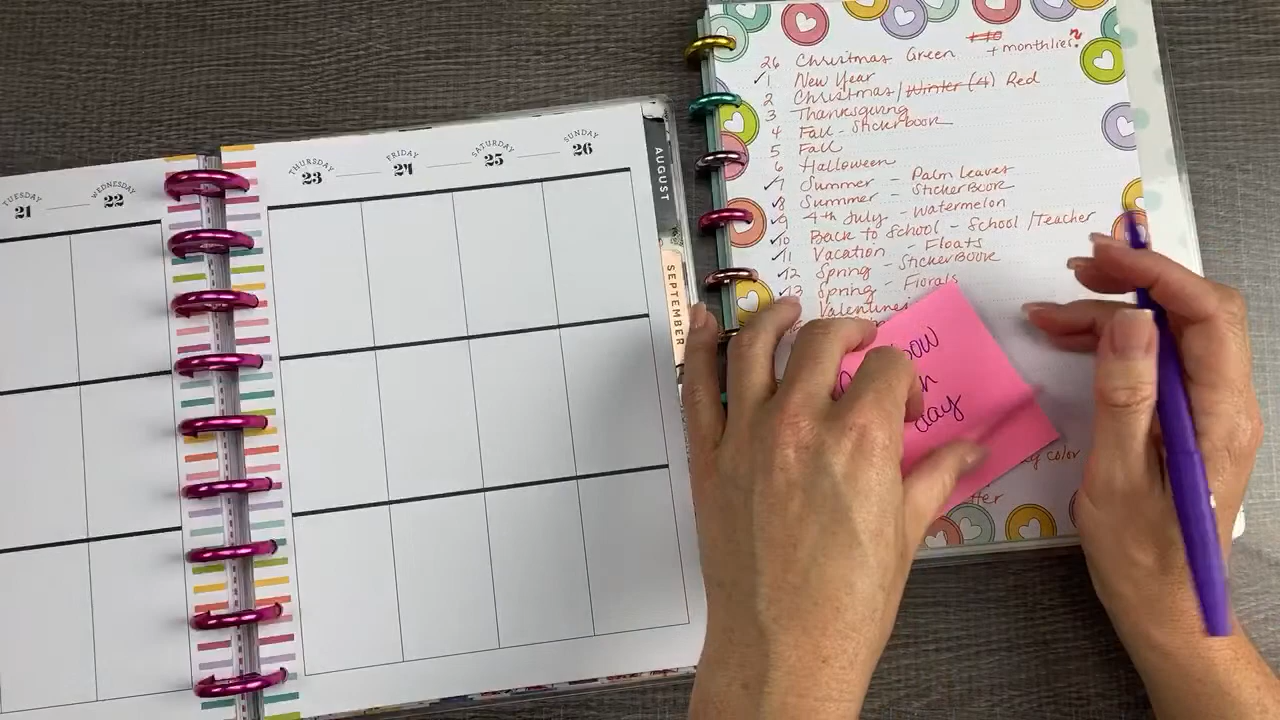 TUESDAY
21
WEDNESDAY
22
THURSDAY
23
FRIDAY
24
SATURDAY
25
SUNDAY
26
AUGUST
SEPTEMBER
26 Christmas Green + monthlies?
✓1 New Year
2 Christmas/Winter (4) Red
3 Thanksgiving
4 Fall - Stickerbook
5 Fall
6 Halloween
✓7 Summer - Palm Leaves
✓8 Summer - StickerBook
✓9 4th July - Watermelon
✓10 Back to School - School/Teacher
✓11 Vacation - Floats
✓12 Spring - StickerBook
✓13 Spring - Florals
Valentines
day
color